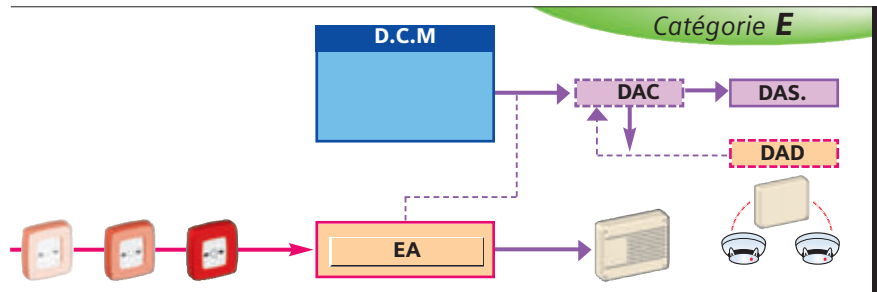 Catégorie E
D.C.M
DAC
DAS.
DAD
EA